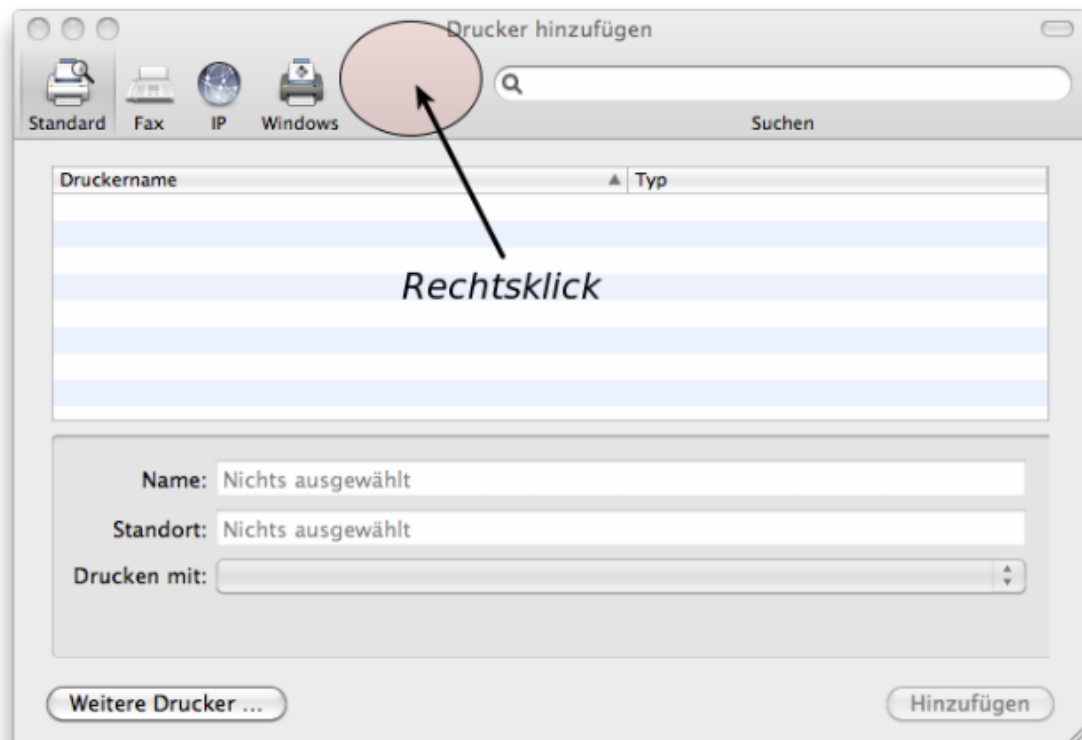 Drucker hinzufügen
Standard Fax IP Windows Suchen
Druckername Typ
Rechtsklick
Name: Nichts ausgewählt
Standort: Nichts ausgewählt
Drucken mit:
Weitere Drucker ... Hinzufügen